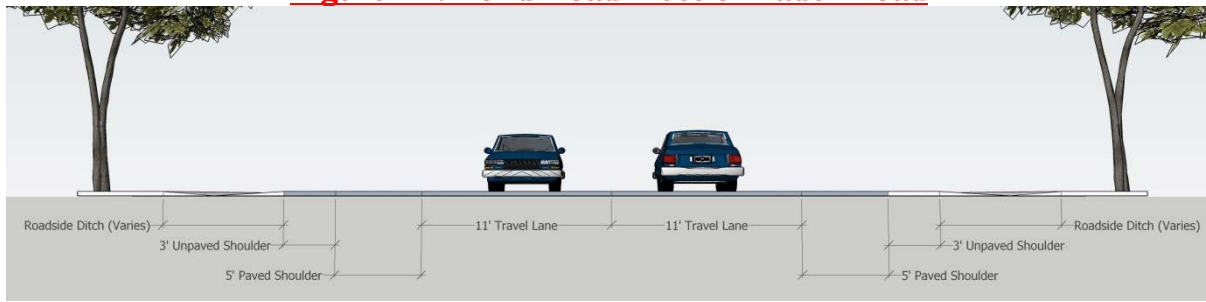 Roadside Ditch (Varies) 11' Travel Lane 11' Travel Lane Roadside Ditch (Varies)
3' Unpaved Shoulder 3' Unpaved Shoulder
5' Paved Shoulder 5' Paved Shoulder